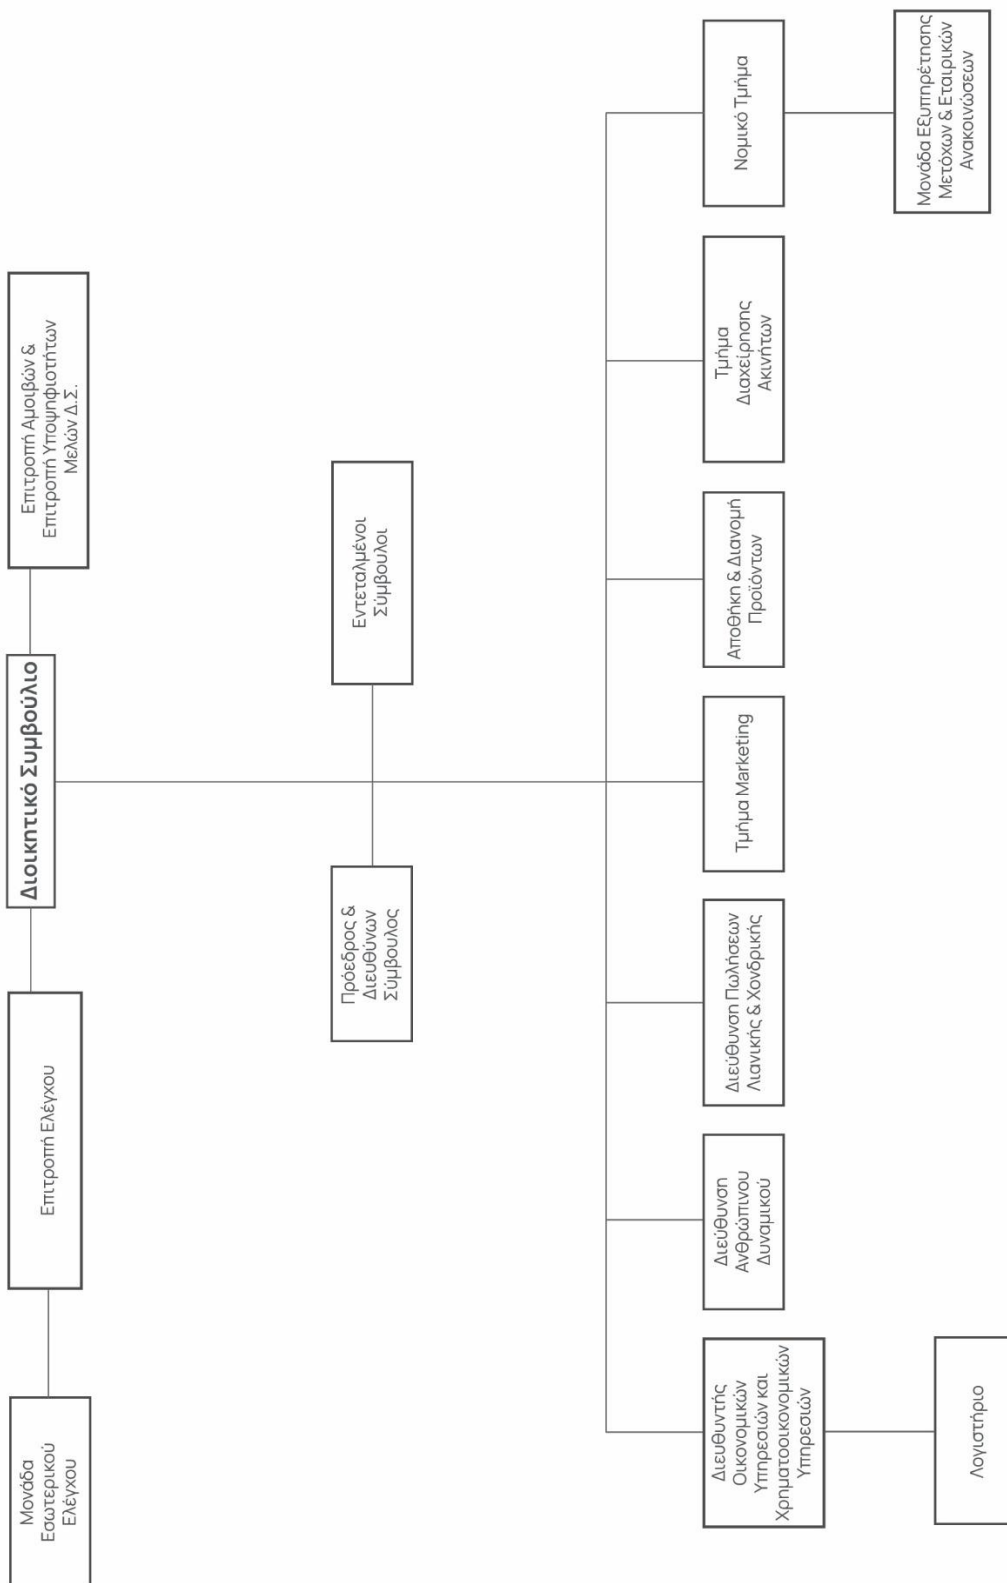 Μονάδα
Εσωτερικού
Ελέγχου
Επιτροπή Ελέγχου
Διοικητικό Συμβούλιο
Επιτροπή Αμοιβών &
Επιτροπή Υποψηφιοτήτων
Μελών Δ.Σ.
Πρόεδρος &
Διευθύνων
Σύμβουλος
Εντεταλμένοι
Σύμβουλοι
Διευθυντής
Οικονομικών
Υπηρεσιών και
Χρηματοοικονομικών
Υπηρεσιών
Διεύθυνση
Ανθρώπινου
Δυναμικού
Διεύθυνση Πωλήσεων
Λιανικής & Χονδρικής
Τμήμα Marketing
Αποθήκη & Διανομή
Προϊόντων
Τμήμα
Διαχείρησης
Ακινήτων
Νομικό Τμήμα
Λογιστήριο
Μονάδα Εξυπηρέτησης
Μετόχων & Εταιρικών
Ανακοινώσεων